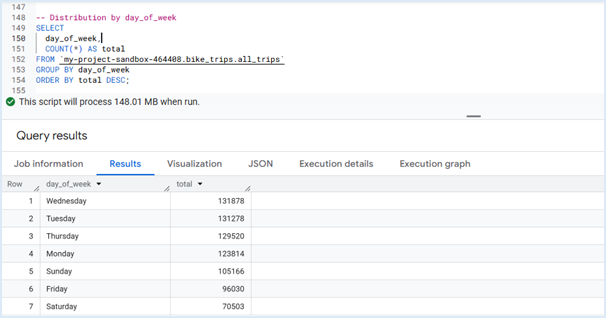 147
148 -- Distribution by day_of_week
149 SELECT
150 day_of_week,
151 COUNT(*) AS total
152 FROM `my-project-sandbox-464408.bike_trips.all_trips`
153 GROUP BY day_of_week
154 ORDER BY total DESC;
155
This script will process 148.01 MB when run.
Query results
Job information Results Visualization JSON Execution details Execution graph
Row day_of_week total
1 Wednesday 131878
2 Tuesday 131278
3 Thursday 129520
4 Monday 123814
5 Sunday 105166
6 Friday 96030
7 Saturday 70503